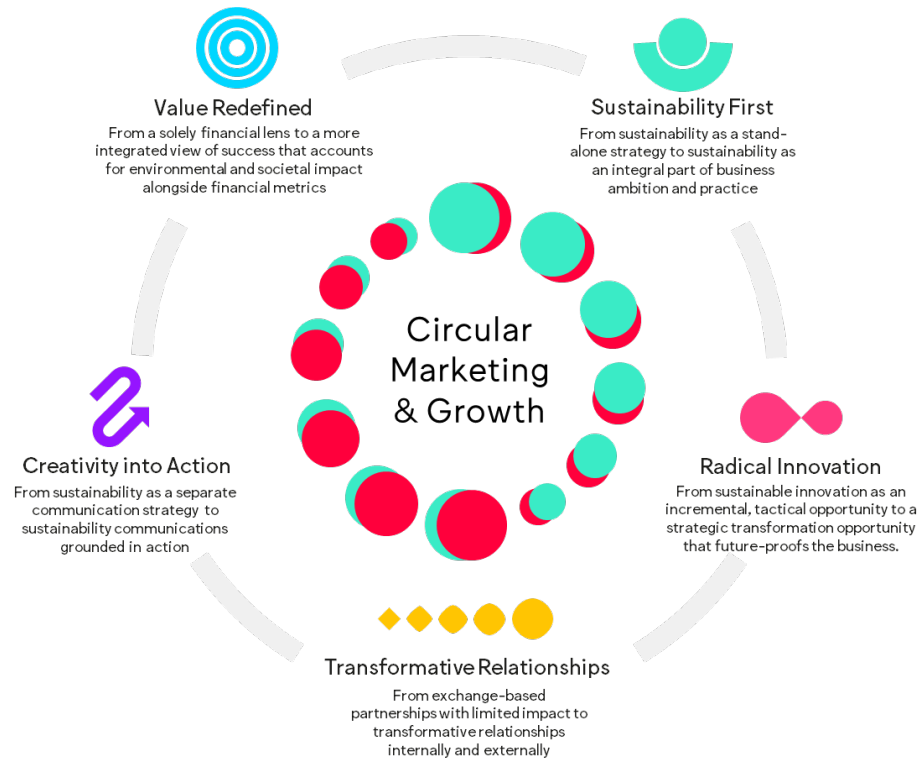 Value Redefined
From a solely financial lens to a more
integrated view of success that accounts
for environmental and societal impact
alongside financial metrics
Sustainability First
From sustainability as a stand-
alone strategy to sustainability as
an integral part of business
ambition and practice
Circular
Marketing
& Growth
Creativity into Action
From sustainability as a separate
communication strategy to
sustainability communications
grounded in action
Radical Innovation
From sustainable innovation as an
incremental, tactical opportunity to a
strategic transformation opportunity
that future-proofs the business.
Transformative Relationships
From exchange-based
partnerships with limited impact to
transformative relationships
internally and externally